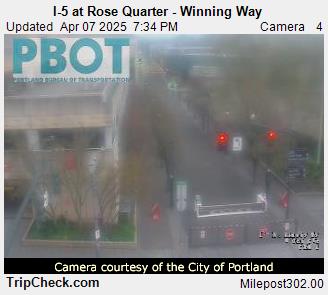 I-5 at Rose Quarter - Winning Way
Updated Apr 07 2025 7:34 PM Camera 4
PBOT
PORTLAND BUREAU OF TRANSPORTATION
Camera courtesy of the City of Portland
TripCheck.com Milepost302.00